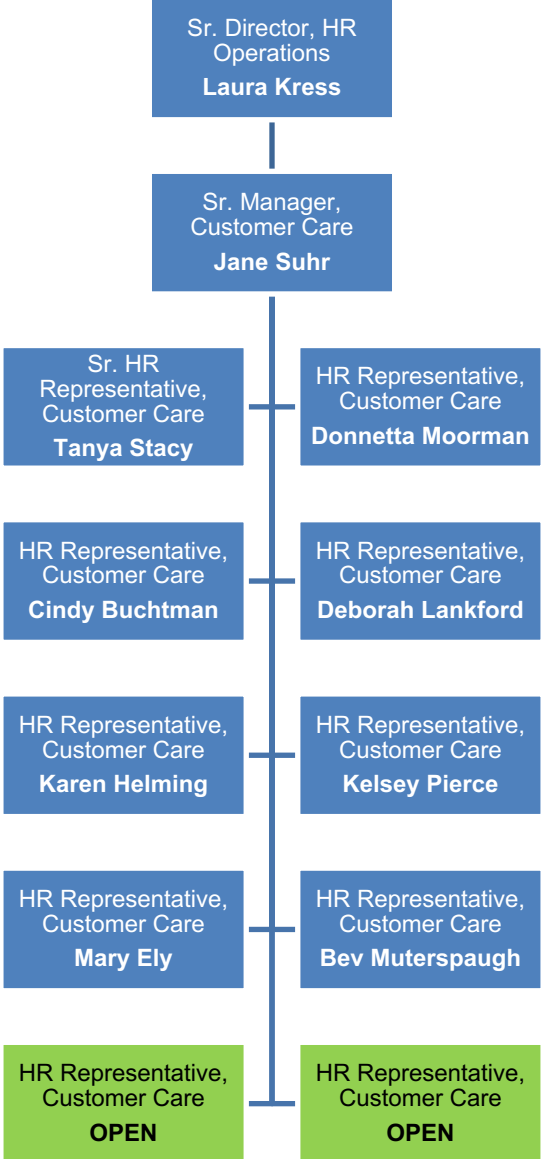 Sr. Director, HR
Operations
Laura Kress
Sr. Manager,
Customer Care
Jane Suhr
Sr. HR
Representative,
Customer Care
Tanya Stacy
HR Representative,
Customer Care
Donnetta Moorman
HR Representative,
Customer Care
Cindy Buchtman
HR Representative,
Customer Care
Deborah Lankford
HR Representative,
Customer Care
Karen Helming
HR Representative,
Customer Care
Kelsey Pierce
HR Representative,
Customer Care
Mary Ely
HR Representative,
Customer Care
Bev Muterspaugh
HR Representative,
Customer Care
OPEN
HR Representative,
Customer Care
OPEN